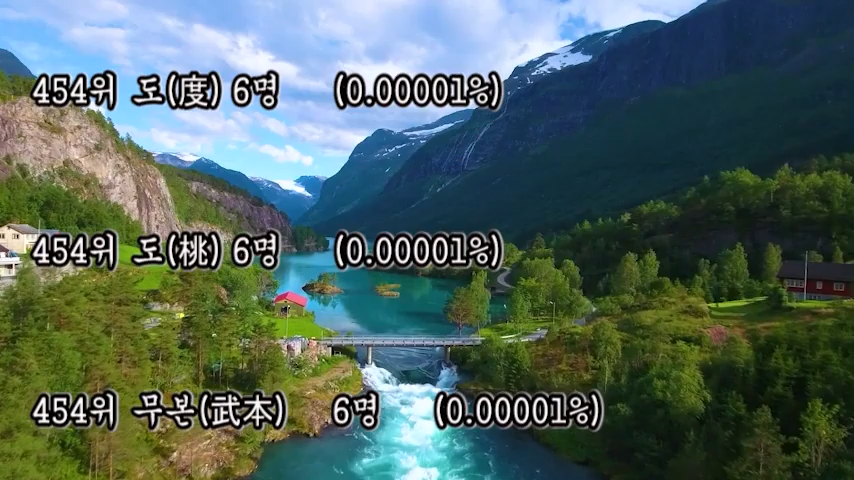 454위 도(度) 6명 (0.00001%)
454위 도(桃) 6명 (0.00001%)
454위 무본(武本) 6명 (0.00001%)